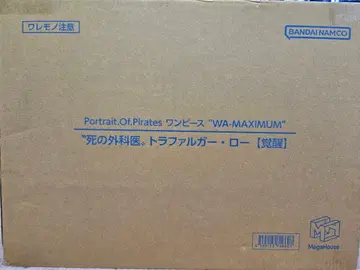 ワレモノ注意
BANDAI NAMCO
Portrait.Of.Pirates ワンピース "WA-MAXIMUM"
"死の外科医。トラファルガー・ロー【覚醒】
MegaHouse